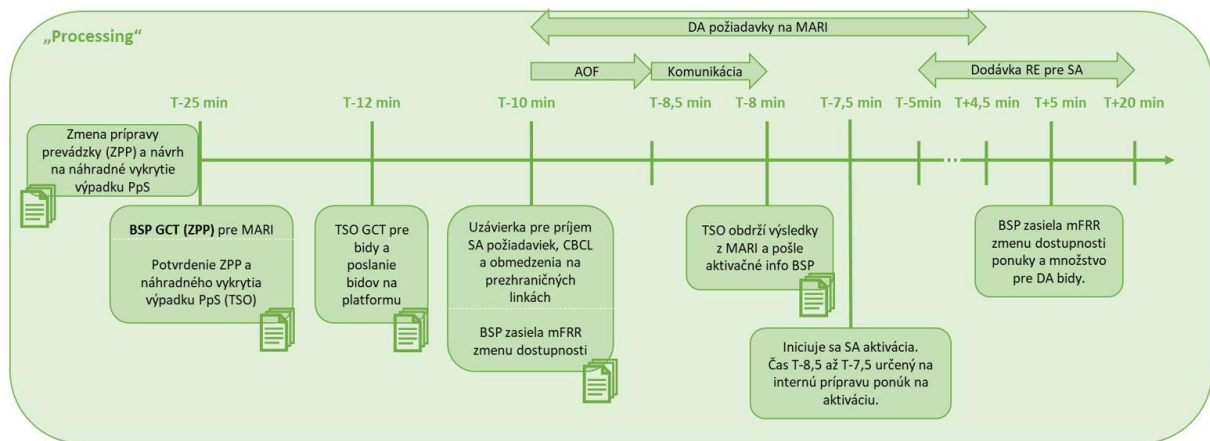 „Processing“
DA požiadavky na MARI
AOF
Komunikácia
Dodávka RE pre SA
T-25 min
T-12 min
T-10 min
T-8,5 min
T-8 min
T-7,5 min
T-5min
T+4,5 min
T+5 min
T+20 min
Zmena prípravy
prevádzky (ZPP) a návrh
na náhradné vykrytie
výpadku PpS
BSP GCT (ZPP) pre MARI
Potvrdenie ZPP a
náhradného vykrytia
výpadku PpS (TSO)
TSO GCT pre
bidy a
poslanie
bidov na
platformu
Uzávierka pre príjem
SA požiadaviek, CBCL
a obmedzenia na
prezhraničných
linkách
BSP zasiela mFRR
zmenu dostupnosti
TSO obdrží výsledky
z MARI a pošle
aktivačné info BSP
Iniciuje sa SA aktivácia.
Čas T-8,5 až T-7,5 určený na
internú prípravu ponúk na
aktiváciu.
BSP zasiela mFRR
zmenu dostupnosti
ponuky a množstvo
pre DA bidy.